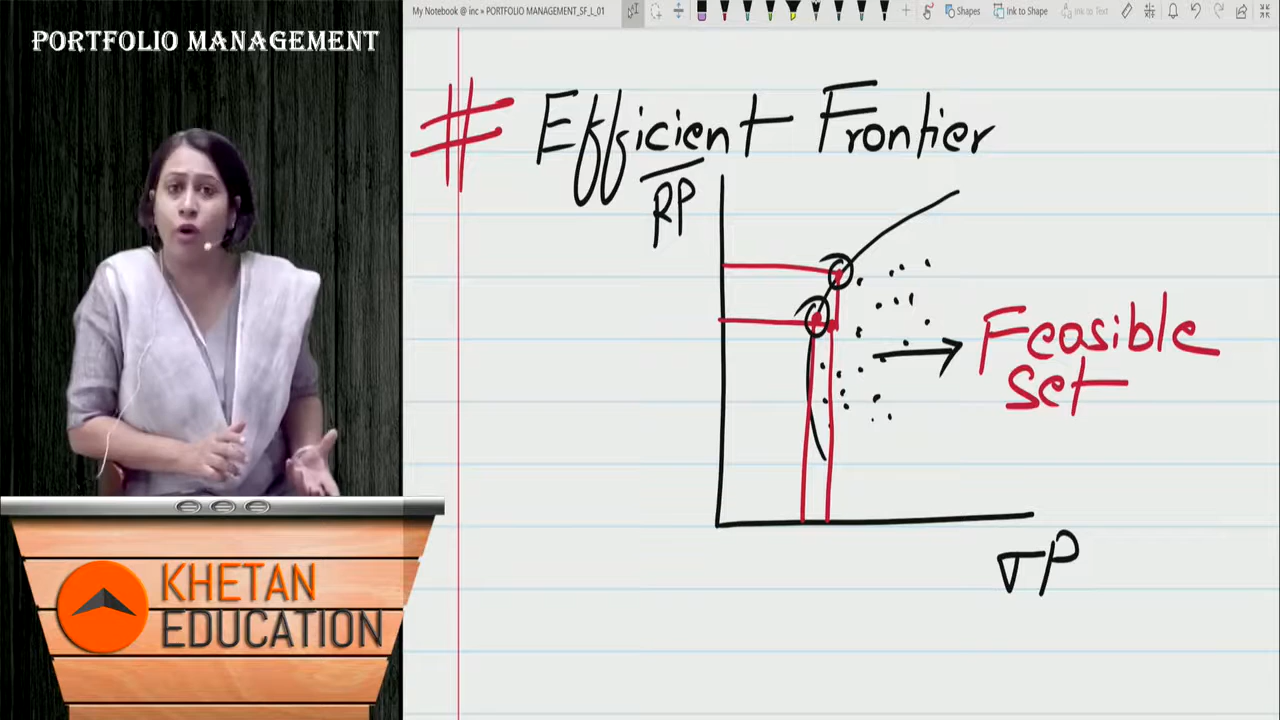 PORTFOLIO MANAGEMENT
My Notebook @ inc » PORTFOLIO MANAGEMENT_SF_L_01
Shapes
Ink to Shape
Ink to Text
# Efficient Frontier
RP
Feasible
set
σP
KHETAN
EDUCATION